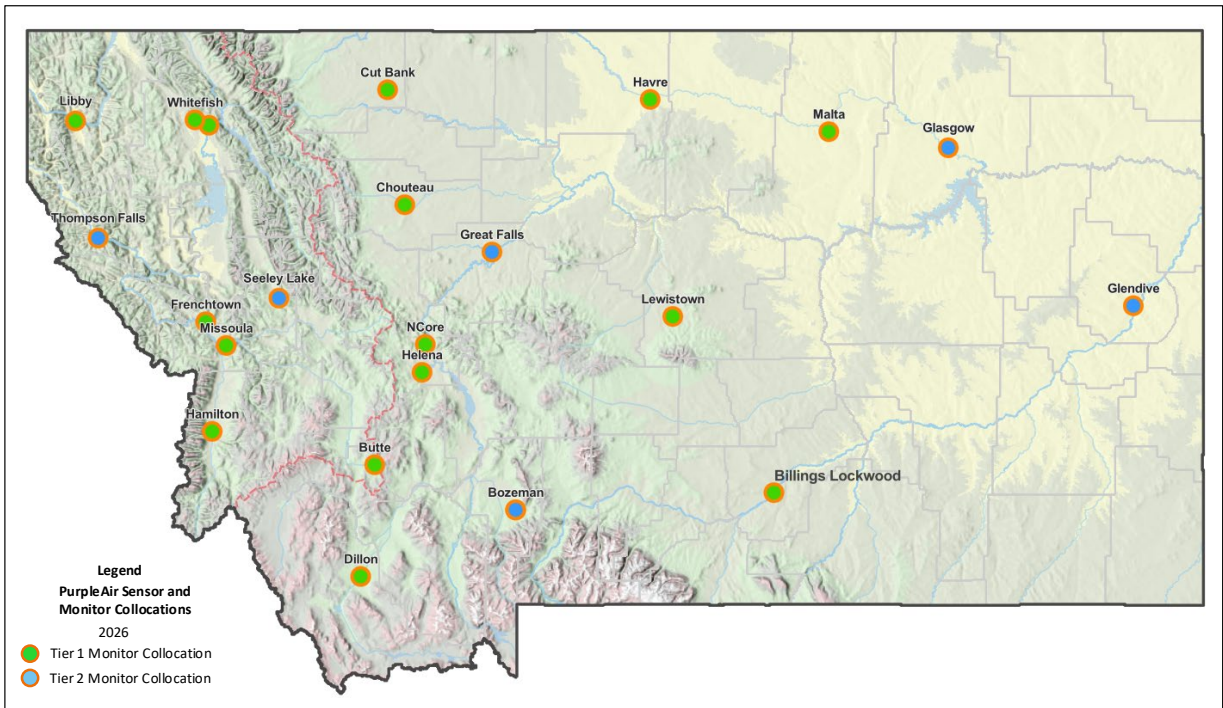 Cut Bank
Havre
Libby
Whitefish
Malta
Glasgow
Chouteau
Thompson Falls
Great Falls
Seeley Lake
Glendive
Frenchtown
Lewistown
Missoula
NCore
Helena
Hamilton
Butte
Billings Lockwood
Bozeman
Dillon
Legend
PurpleAir Sensor and
Monitor Collocations
2026
Tier 1 Monitor Collocation
Tier 2 Monitor Collocation